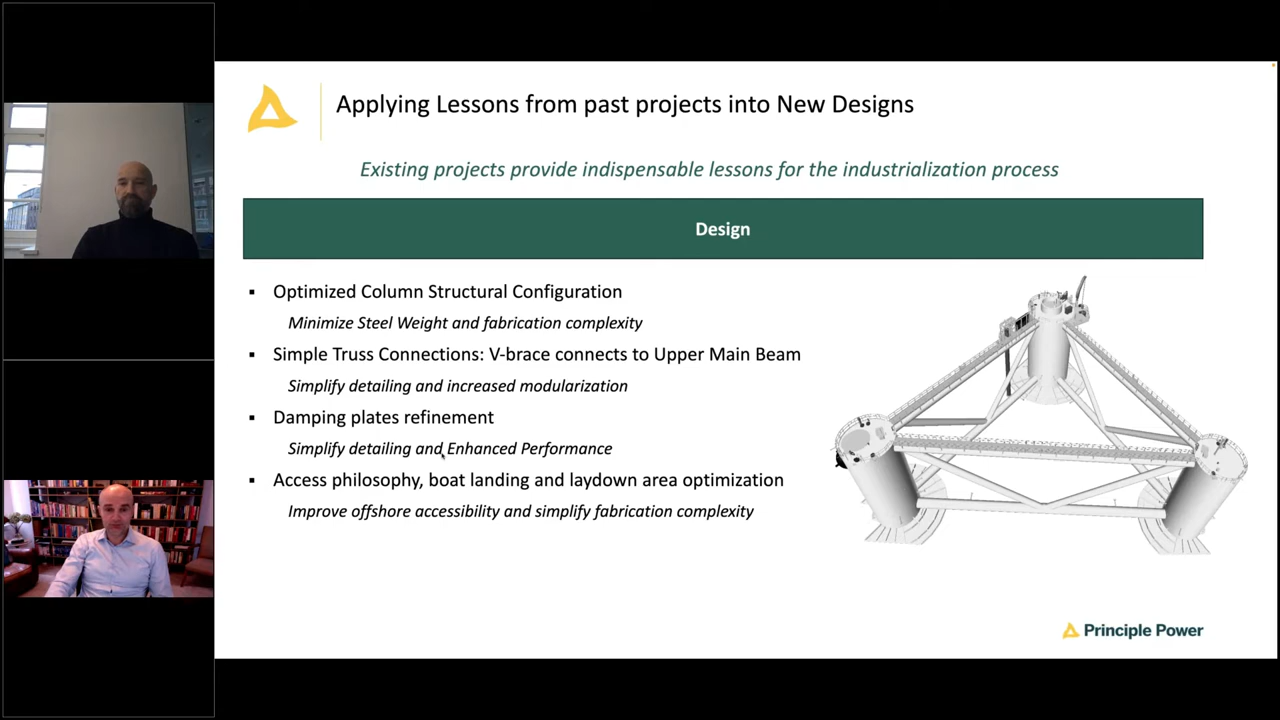 Applying Lessons from past projects into New Designs
Existing projects provide indispensable lessons for the industrialization process
Design
▪ Optimized Column Structural Configuration
Minimize Steel Weight and fabrication complexity
▪ Simple Truss Connections: V-brace connects to Upper Main Beam
Simplify detailing and increased modularization
▪ Damping plates refinement
Simplify detailing and Enhanced Performance
▪ Access philosophy, boat landing and laydown area optimization
Improve offshore accessibility and simplify fabrication complexity
Principle Power